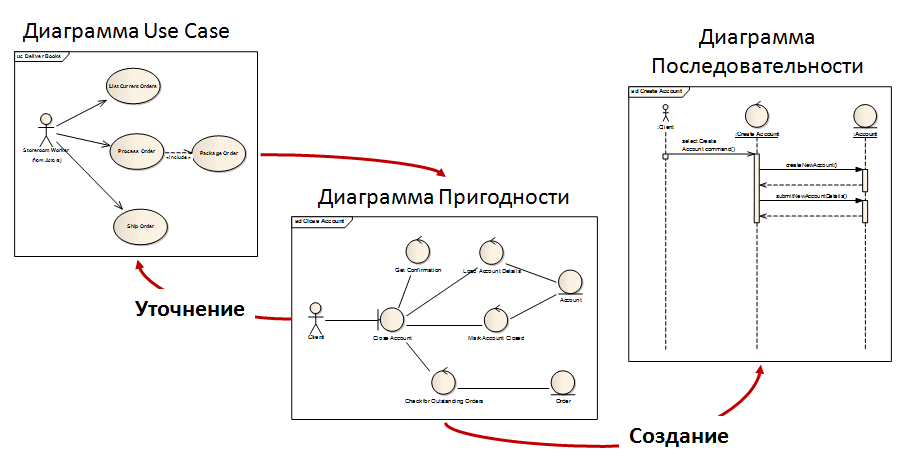 Диаграмма Use Case
uc Deliver Books
List Current Orders
Storeroom Worker
(from Actors)
Process Order
«include»
Package Order
Ship Order
Диаграмма Пригодности
sd Close Account
Get Confirmation
Load Account Details
Account
Client
Close Account
Mark Account Closed
Check for Outstanding Orders
Order
Уточнение
Диаграмма
Последовательности
sd Create Account
:Client
:Create Account
:Account
select Create
Account command()
createNewAccount()
submitNewAccountDetails()
Создание